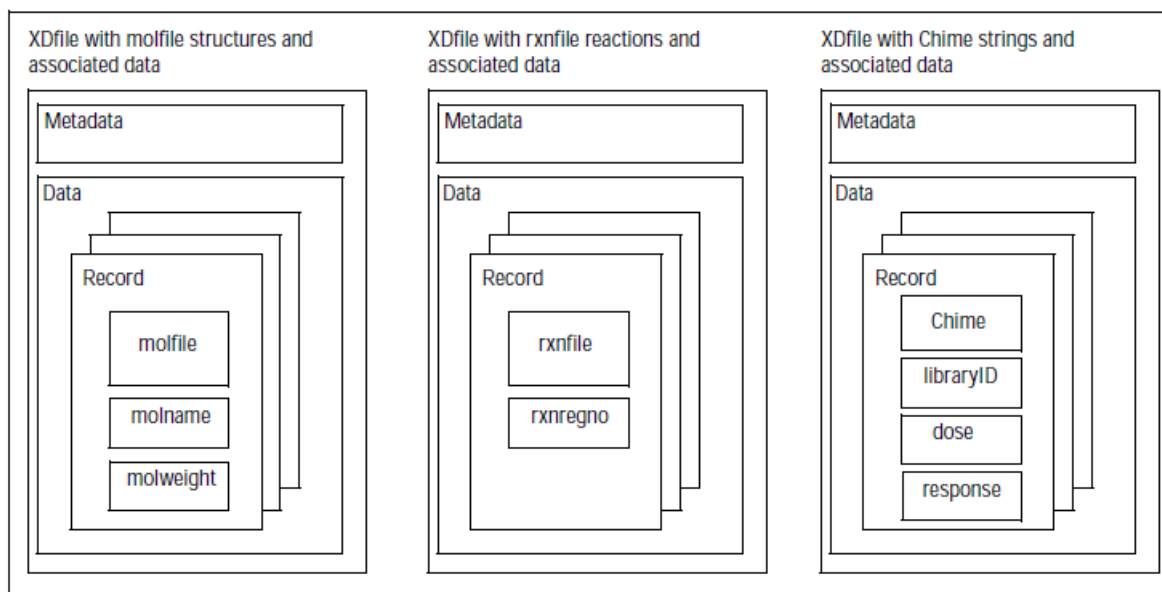 XDfile with molfile structures and
associated data
Metadata
Data
Record
molfile
molname
molweight
XDfile with rxnfile reactions and
associated data
Metadata
Data
Record
rxnfile
rxnregno
XDfile with Chime strings and
associated data
Metadata
Data
Record
Chime
libraryID
dose
response